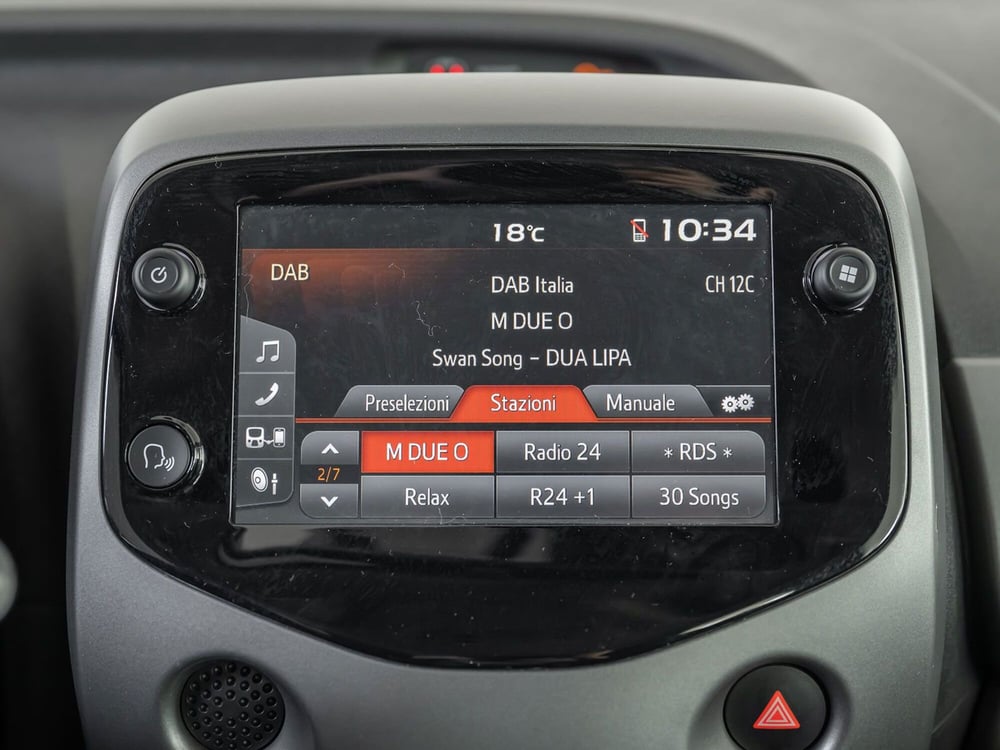 18°C 10:34
DAB
DAB Italia CH 12C
M DUE O
Swan Song - DUA LIPA
Preselezioni Stazioni Manuale
M DUE O Radio 24 * RDS *
2/7
Relax R24 +1 30 Songs